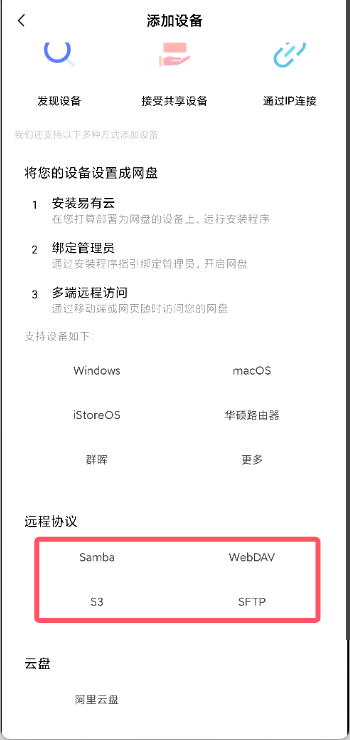 添加设备
发现设备 接受共享设备 通过IP连接
我们还支持以下多种方式添加设备
将您的设备设置成网盘
1 安装易有云
在您打算部署为网盘的设备上，运行安装程序
2 绑定管理员
通过安装程序指引绑定管理员，开启网盘
3 多端远程访问
通过移动端或网页随时访问您的网盘
支持设备如下：
Windows macOS
iStoreOS 华硕路由器
群晖 更多
远程协议
Samba WebDAV
S3 SFTP
云盘
阿里云盘